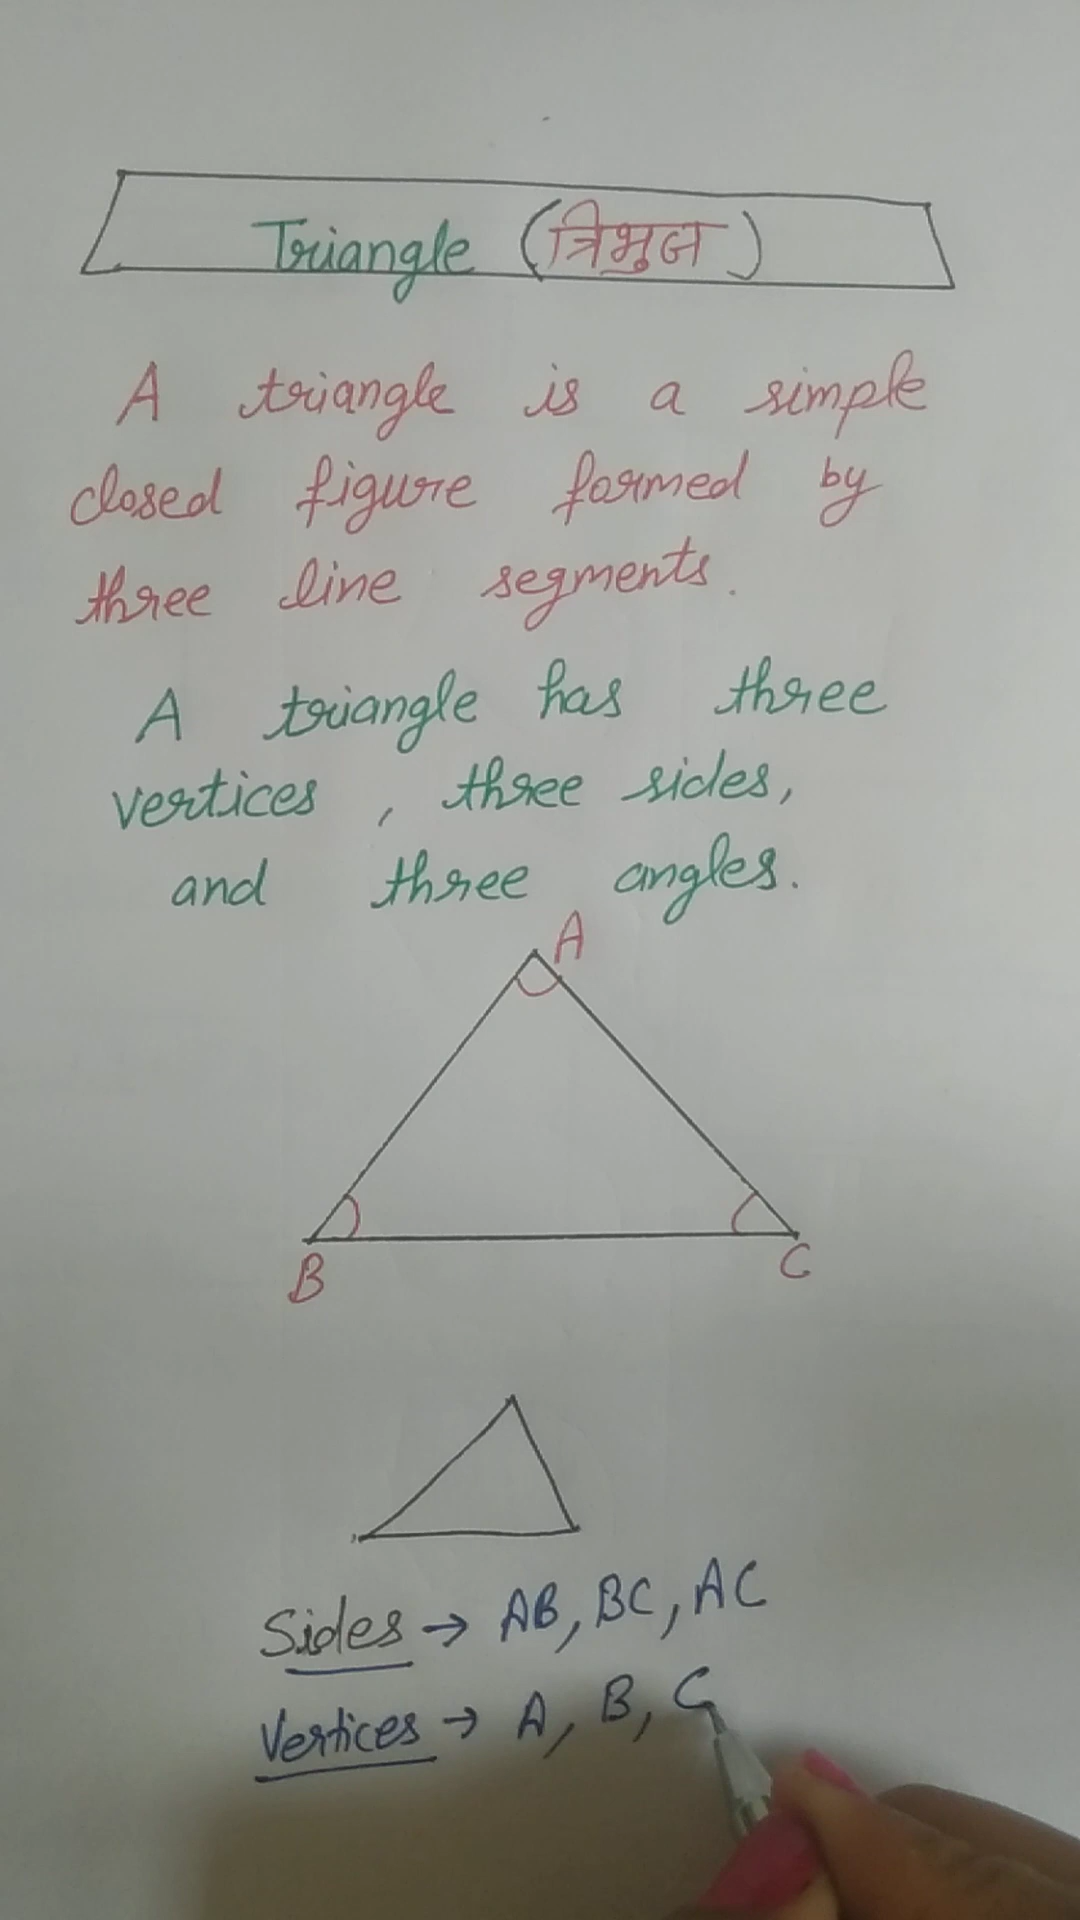 Triangle (त्रिभुज)
A triangle is a simple
closed figure formed by
three line segments.
A triangle has three
vertices, three sides,
and three angles.
A
B C
Sides → AB, BC, AC
Vertices → A, B, C